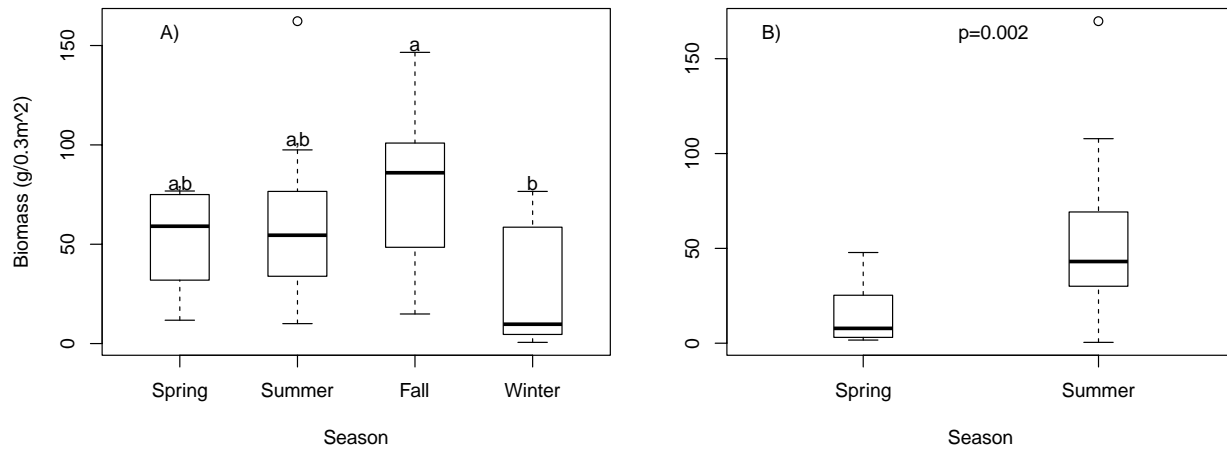 A)
a
a,b
a,b
b
150
100
50
0
Biomass (g/0.3m^2)
Spring Summer Fall Winter
Season
B) p=0.002
150
100
50
0
Spring Summer
Season